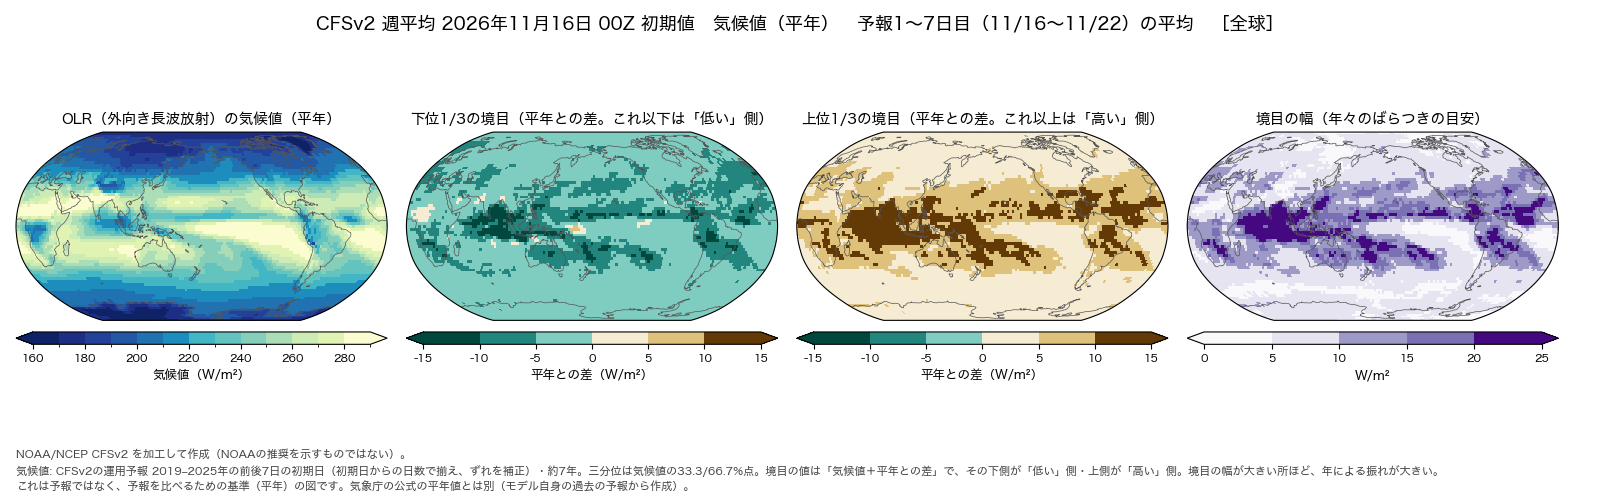 CFSv2 週平均 2026年11月16日 00Z 初期値　気候値（平年）　予報1～7日目（11/16～11/22）の平均　［全球］
OLR（外向き長波放射）の気候値（平年）
下位1/3の境目（平年との差。これ以下は「低い」側）
上位1/3の境目（平年との差。これ以上は「高い」側）
境目の幅（年々のばらつきの目安）
160 180 200 220 240 260 280
気候値（W/m²）
-15 -10 -5 0 5 10 15
平年との差（W/m²）
-15 -10 -5 0 5 10 15
平年との差（W/m²）
0 5 10 15 20 25
W/m²
NOAA/NCEP CFSv2 を加工して作成（NOAAの推奨を示すものではない）。
気候値: CFSv2の運用予報 2019–2025年の前後7日の初期日（初期日からの日数で揃え、ずれを補正）・約7年。三分位は気候値の33.3/66.7%点。境目の値は「気候値＋平年との差」で、その下側が「低い」側・上側が「高い」側。境目の幅が大きい所ほど、年による振れが大きい。
これは予報ではなく、予報を比べるための基準（平年）の図です。気象庁の公式の平年値とは別（モデル自身の過去の予報から作成）。